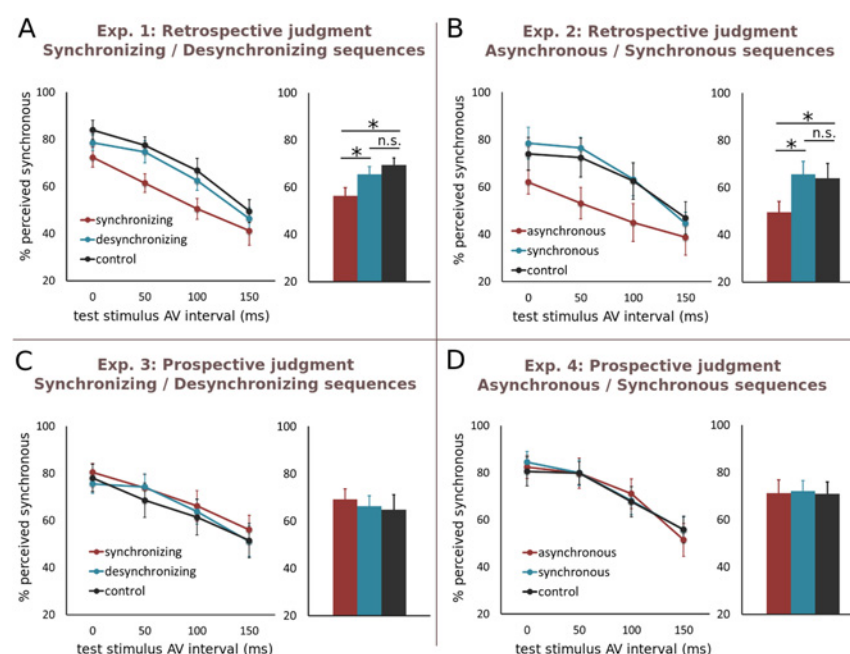 A
Exp. 1: Retrospective judgment
Synchronizing / Desynchronizing sequences
% perceived synchronous
100
80
60
40
20
0 50 100 150
test stimulus AV interval (ms)
synchronizing
desynchronizing
control
100
80
60
40
20
*
* n.s.
B
Exp. 2: Retrospective judgment
Asynchronous / Synchronous sequences
100
80
60
40
20
0 50 100 150
test stimulus AV interval (ms)
asynchronous
synchronous
control
100
80
60
40
20
*
* n.s.
C
Exp. 3: Prospective judgment
Synchronizing / Desynchronizing sequences
% perceived synchronous
100
80
60
40
20
0 50 100 150
test stimulus AV interval (ms)
synchronizing
desynchronizing
control
100
80
60
40
20
D
Exp. 4: Prospective judgment
Asynchronous / Synchronous sequences
100
80
60
40
20
0 50 100 150
test stimulus AV interval (ms)
asynchronous
synchronous
control
100
80
60
40
20